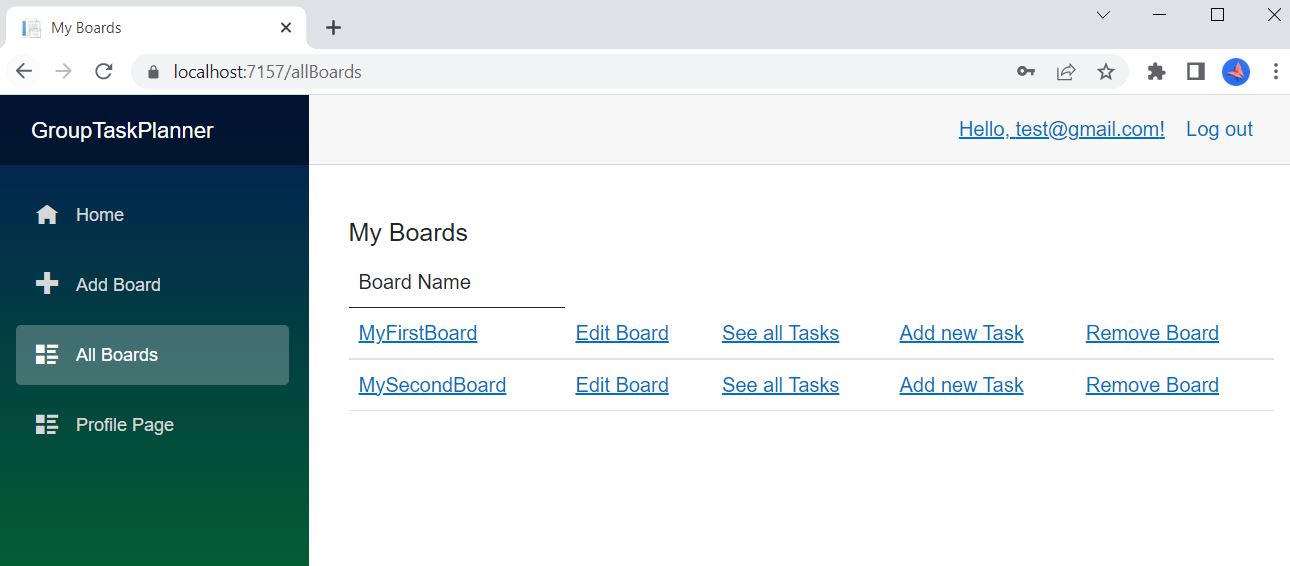 My Boards
localhost:7157/allBoards
GroupTaskPlanner
Hello, test@gmail.com! Log out
Home
Add Board
All Boards
Profile Page
My Boards
Board Name
MyFirstBoard Edit Board See all Tasks Add new Task Remove Board
MySecondBoard Edit Board See all Tasks Add new Task Remove Board